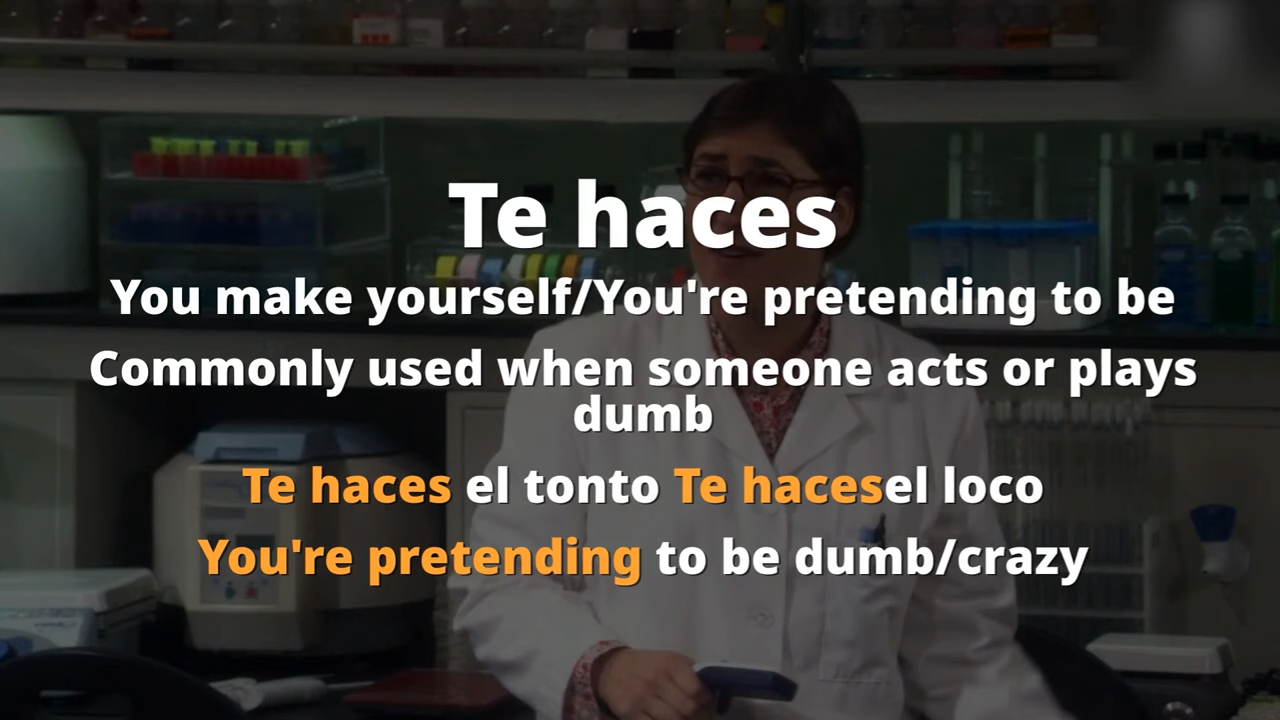 Te haces
You make yourself/You're pretending to be
Commonly used when someone acts or plays
dumb
Te haces el tonto Te hacesel loco
You're pretending to be dumb/crazy